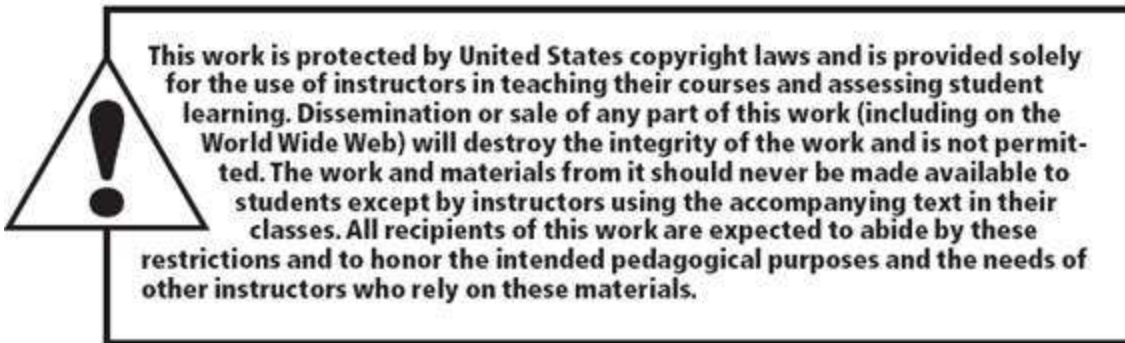 This work is protected by United States copyright laws and is provided solely
for the use of instructors in teaching their courses and assessing student
learning. Dissemination or sale of any part of this work (including on the
World Wide Web) will destroy the integrity of the work and is not permit-
ted. The work and materials from it should never be made available to
students except by instructors using the accompanying text in their
classes. All recipients of this work are expected to abide by these
restrictions and to honor the intended pedagogical purposes and the needs of
other instructors who rely on these materials.